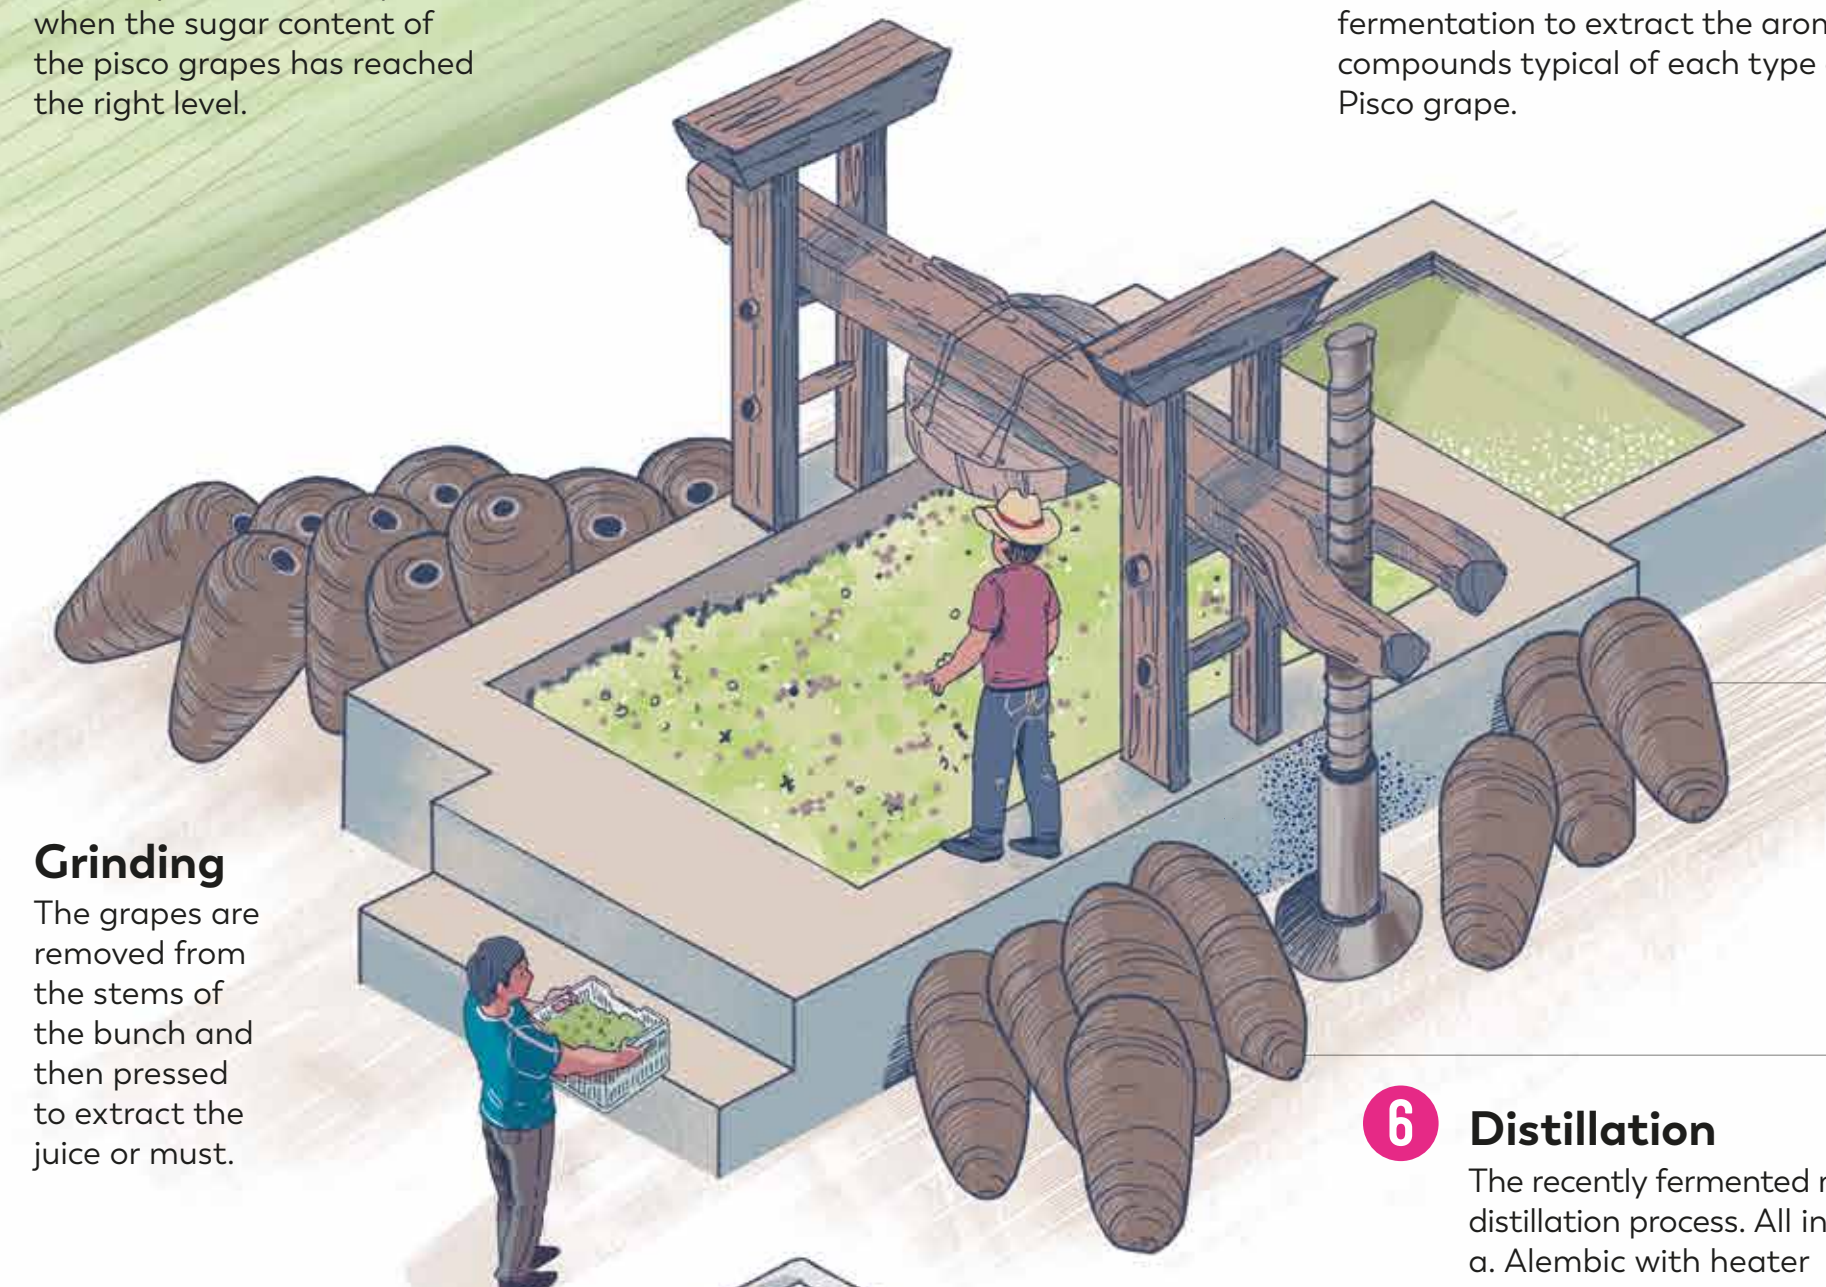 when the sugar content of
the pisco grapes has reached
the right level.
fermentation to extract the
compounds typical of each type
Pisco grape.
Grinding
The grapes are
removed from
the stems of
the bunch and
then pressed
to extract the
juice or must.
6
Distillation
The recently fermented
distillation process. All
a. Alembic with heater